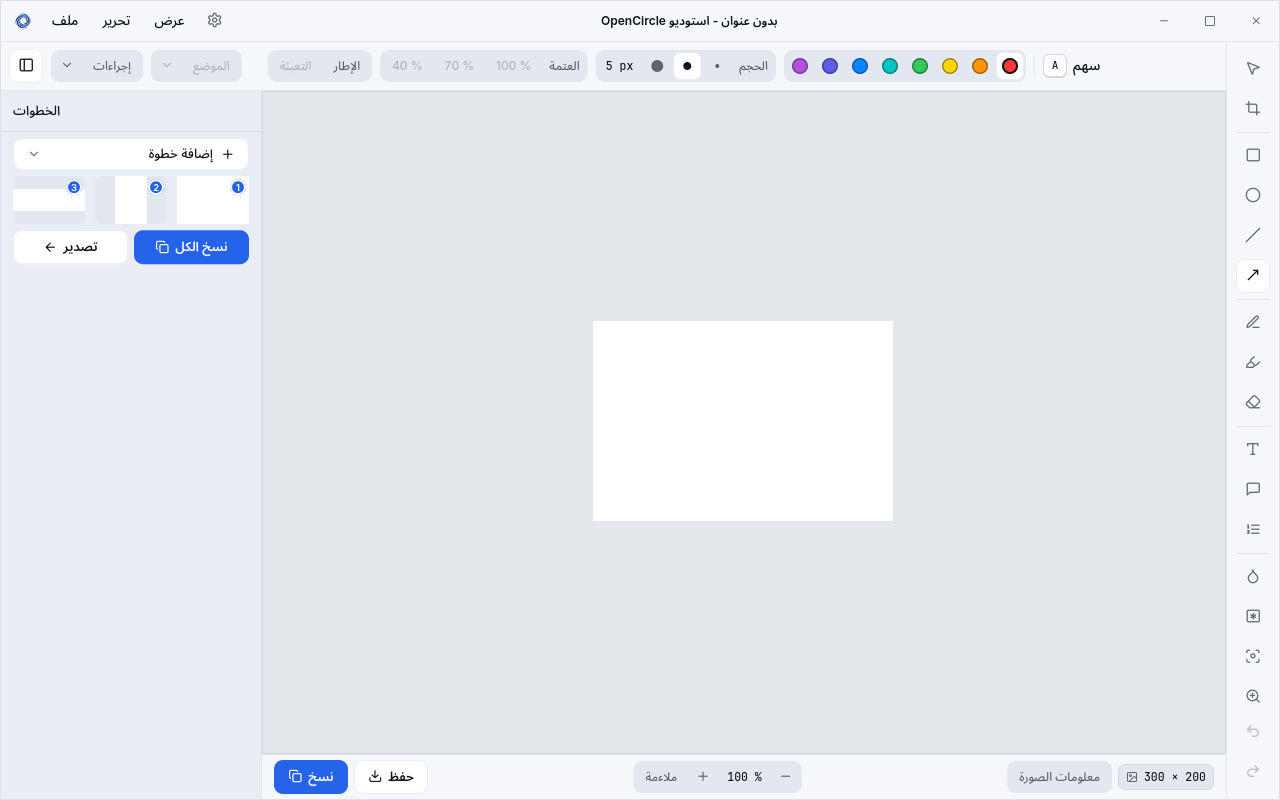 ملف تحرير عرض
بدون عنوان - استوديو OpenCircle
سهم A
الحجم 5 px
العتمة 100 % 70 % 40 %
الإطار التعبئة
الموضع
إجراءات
الخطوات
إضافة خطوة
1 2 3
نسخ الكل
تصدير
300 × 200
معلومات الصورة
100 %
ملاءمة
حفظ
نسخ